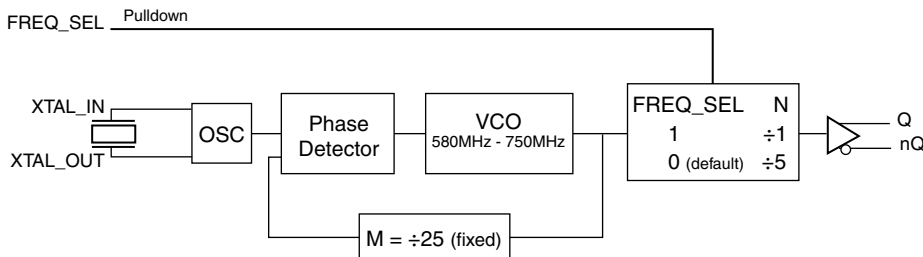 FREQ_SEL Pulldown
XTAL_IN
XTAL_OUT
OSC
Phase
Detector
VCO
580MHz - 750MHz
FREQ_SEL N
1 ÷1
0 (default) ÷5
Q
nQ
M = ÷25 (fixed)